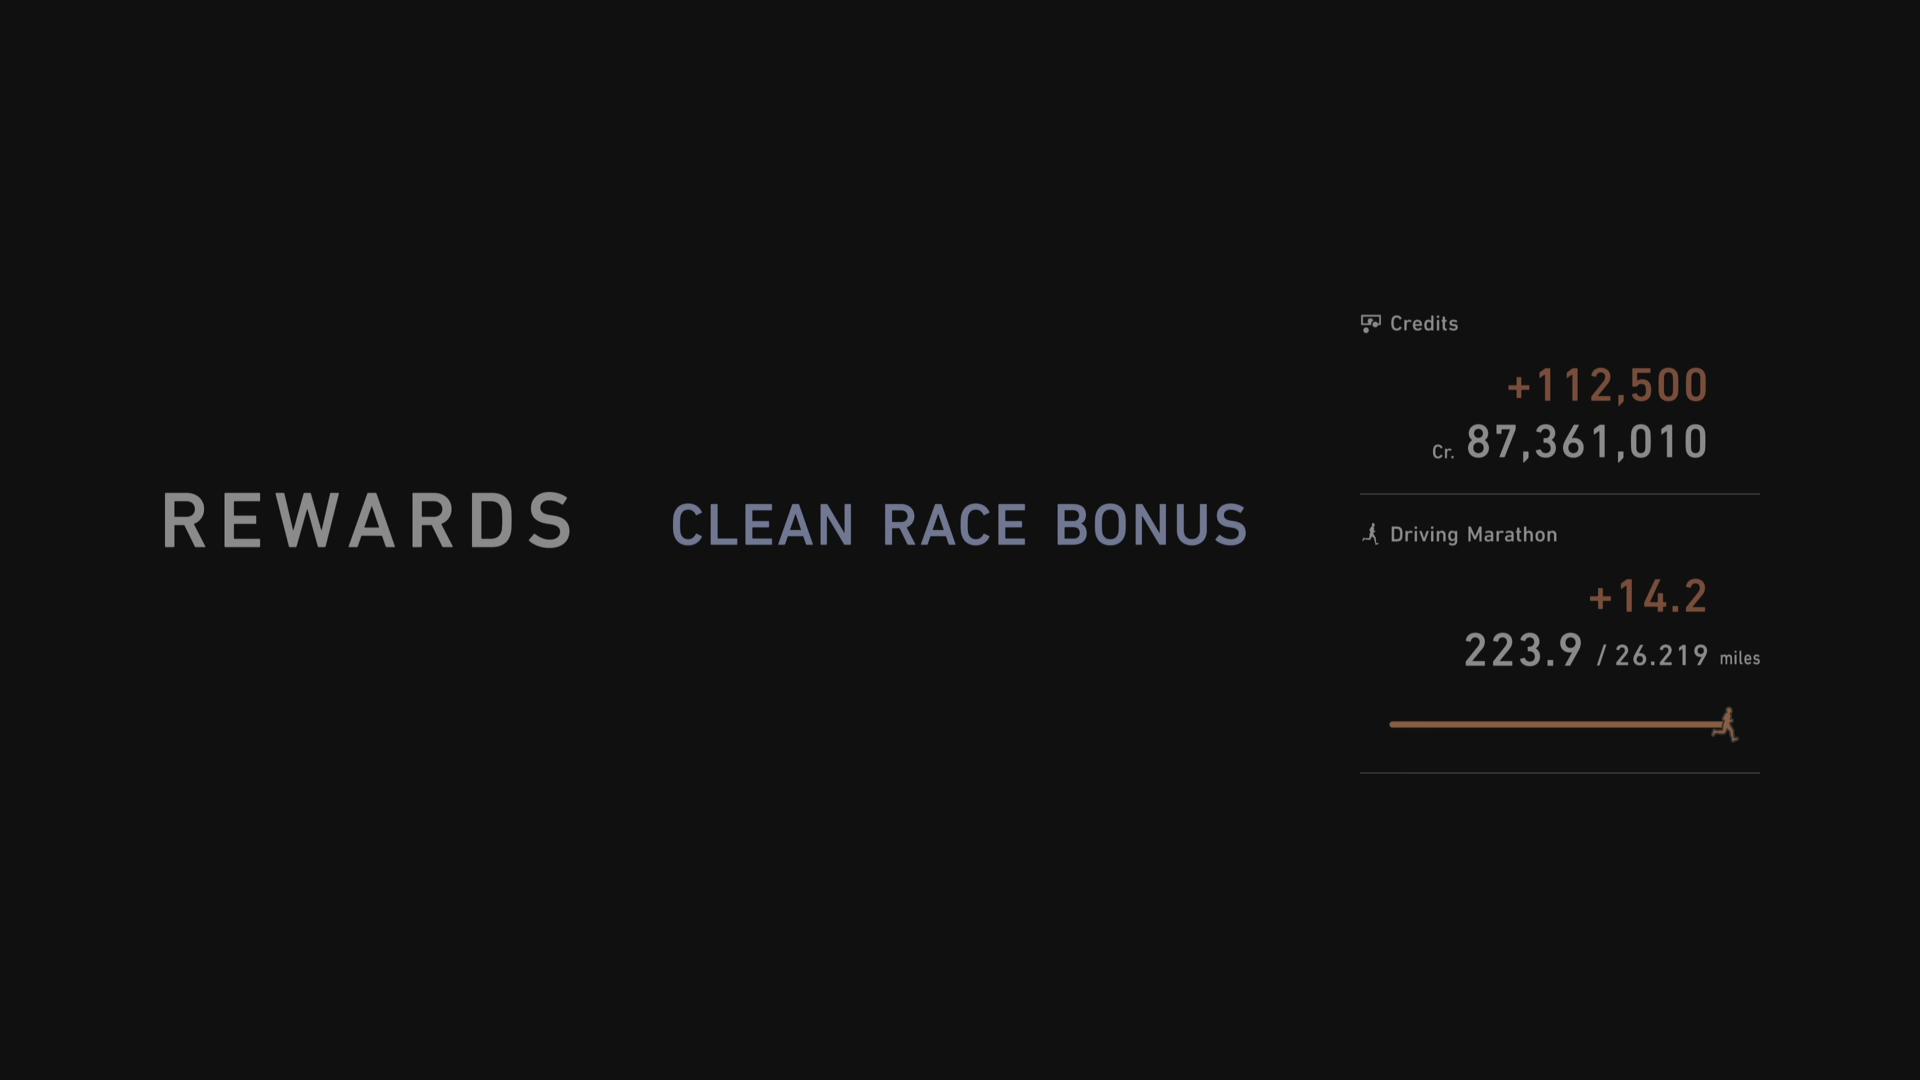 REWARDS
CLEAN RACE BONUS
Credits
+112,500
Cr. 87,361,010
Driving Marathon
+14.2
223.9 / 26.219 miles